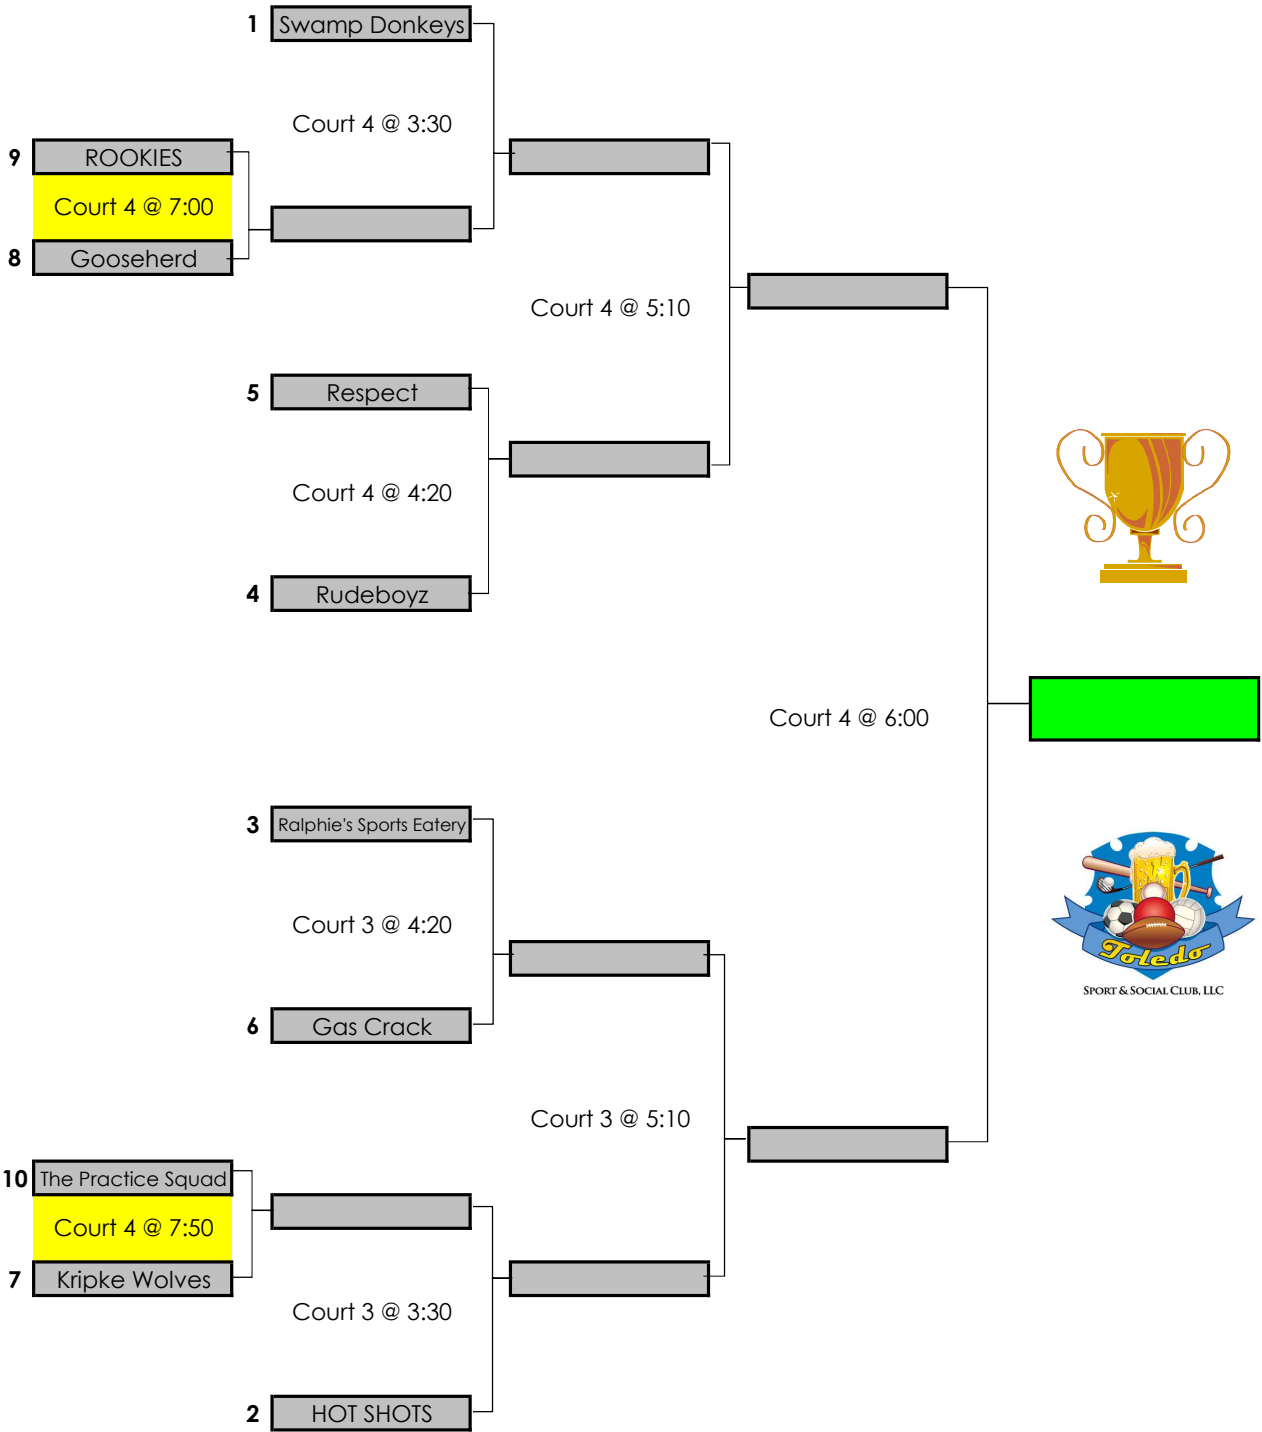 1 Swamp Donkeys
Court 4 @ 3:30
9 ROOKIES
Court 4 @ 7:00
8 Gooseherd
Court 4 @ 5:10
5 Respect
Court 4 @ 4:20
4 Rudeboyz
Court 4 @ 6:00
3 Ralphie's Sports Eatery
Court 3 @ 4:20
6 Gas Crack
Toledo
SPORT & SOCIAL CLUB, LLC
Court 3 @ 5:10
10 The Practice Squad
Court 4 @ 7:50
7 Kripke Wolves
Court 3 @ 3:30
2 HOT SHOTS